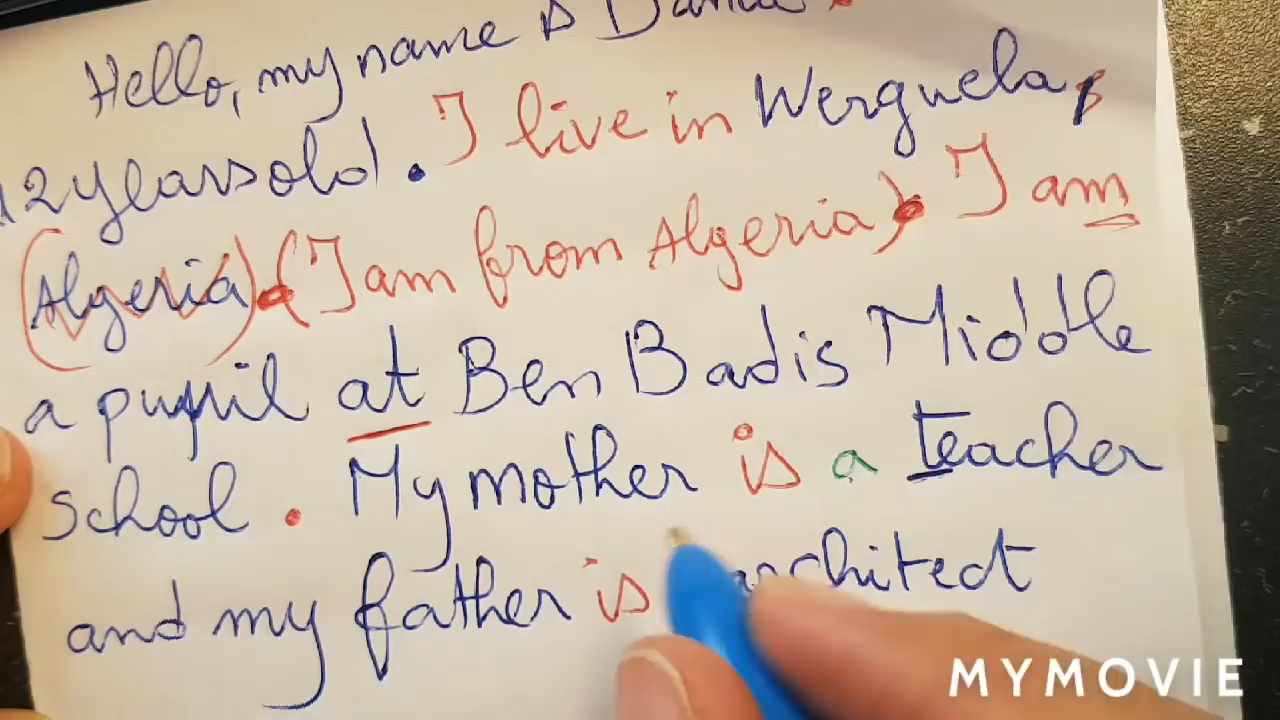 Hello, my name is
12 years old. I live in Werguela,
(Algeria). (I am from Algeria). I am
a pupil at Ben Badis Middle
school. My mother is a teacher
and my father is architect
MYMOVIE